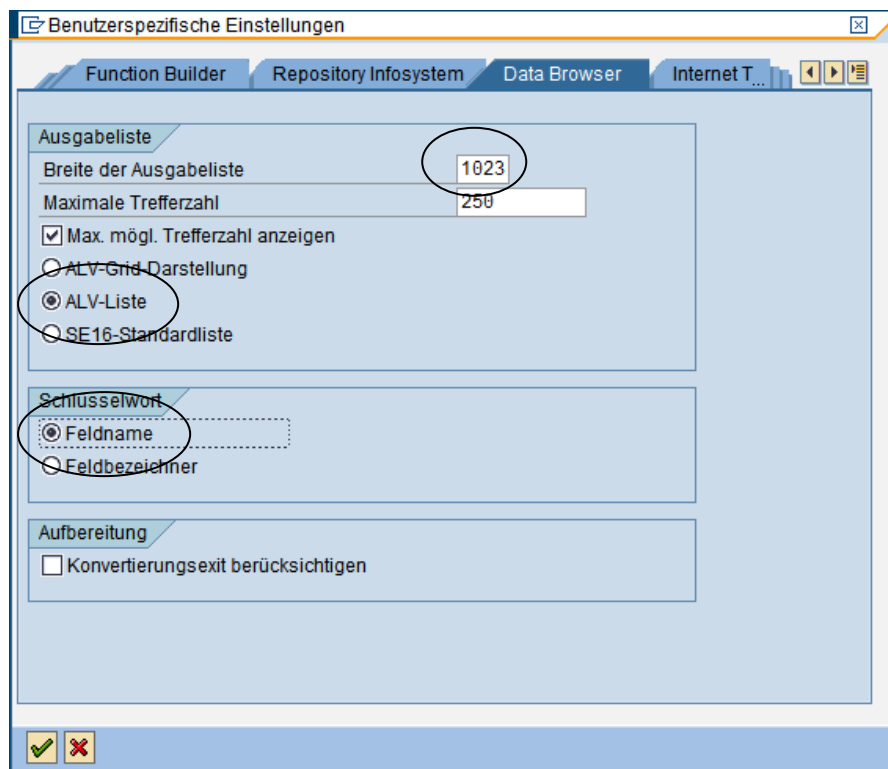 Benutzerspezifische Einstellungen
Function Builder Repository Infosystem Data Browser Internet T...
Ausgabeliste
Breite der Ausgabeliste 1023
Maximale Trefferzahl 250
Max. mögl. Trefferzahl anzeigen
ALV-Grid-Darstellung
ALV-Liste
SE16-Standardliste
Schlüsselwort
Feldname
Feldbezeichner
Aufbereitung
Konvertierungsexit berücksichtigen